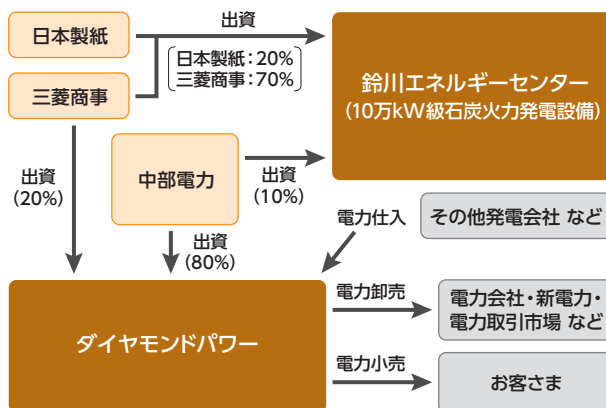 日本製紙
出資
日本製紙：20%
三菱商事：70%
三菱商事
鈴川エネルギーセンター
（10万kW級石炭火力発電設備）
出資
(20%)
中部電力
出資
(10%)
出資
(80%)
電力仕入
その他発電会社 など
ダイヤモンドパワー
電力卸売
電力会社・新電力・
電力取引市場 など
電力小売
お客さま